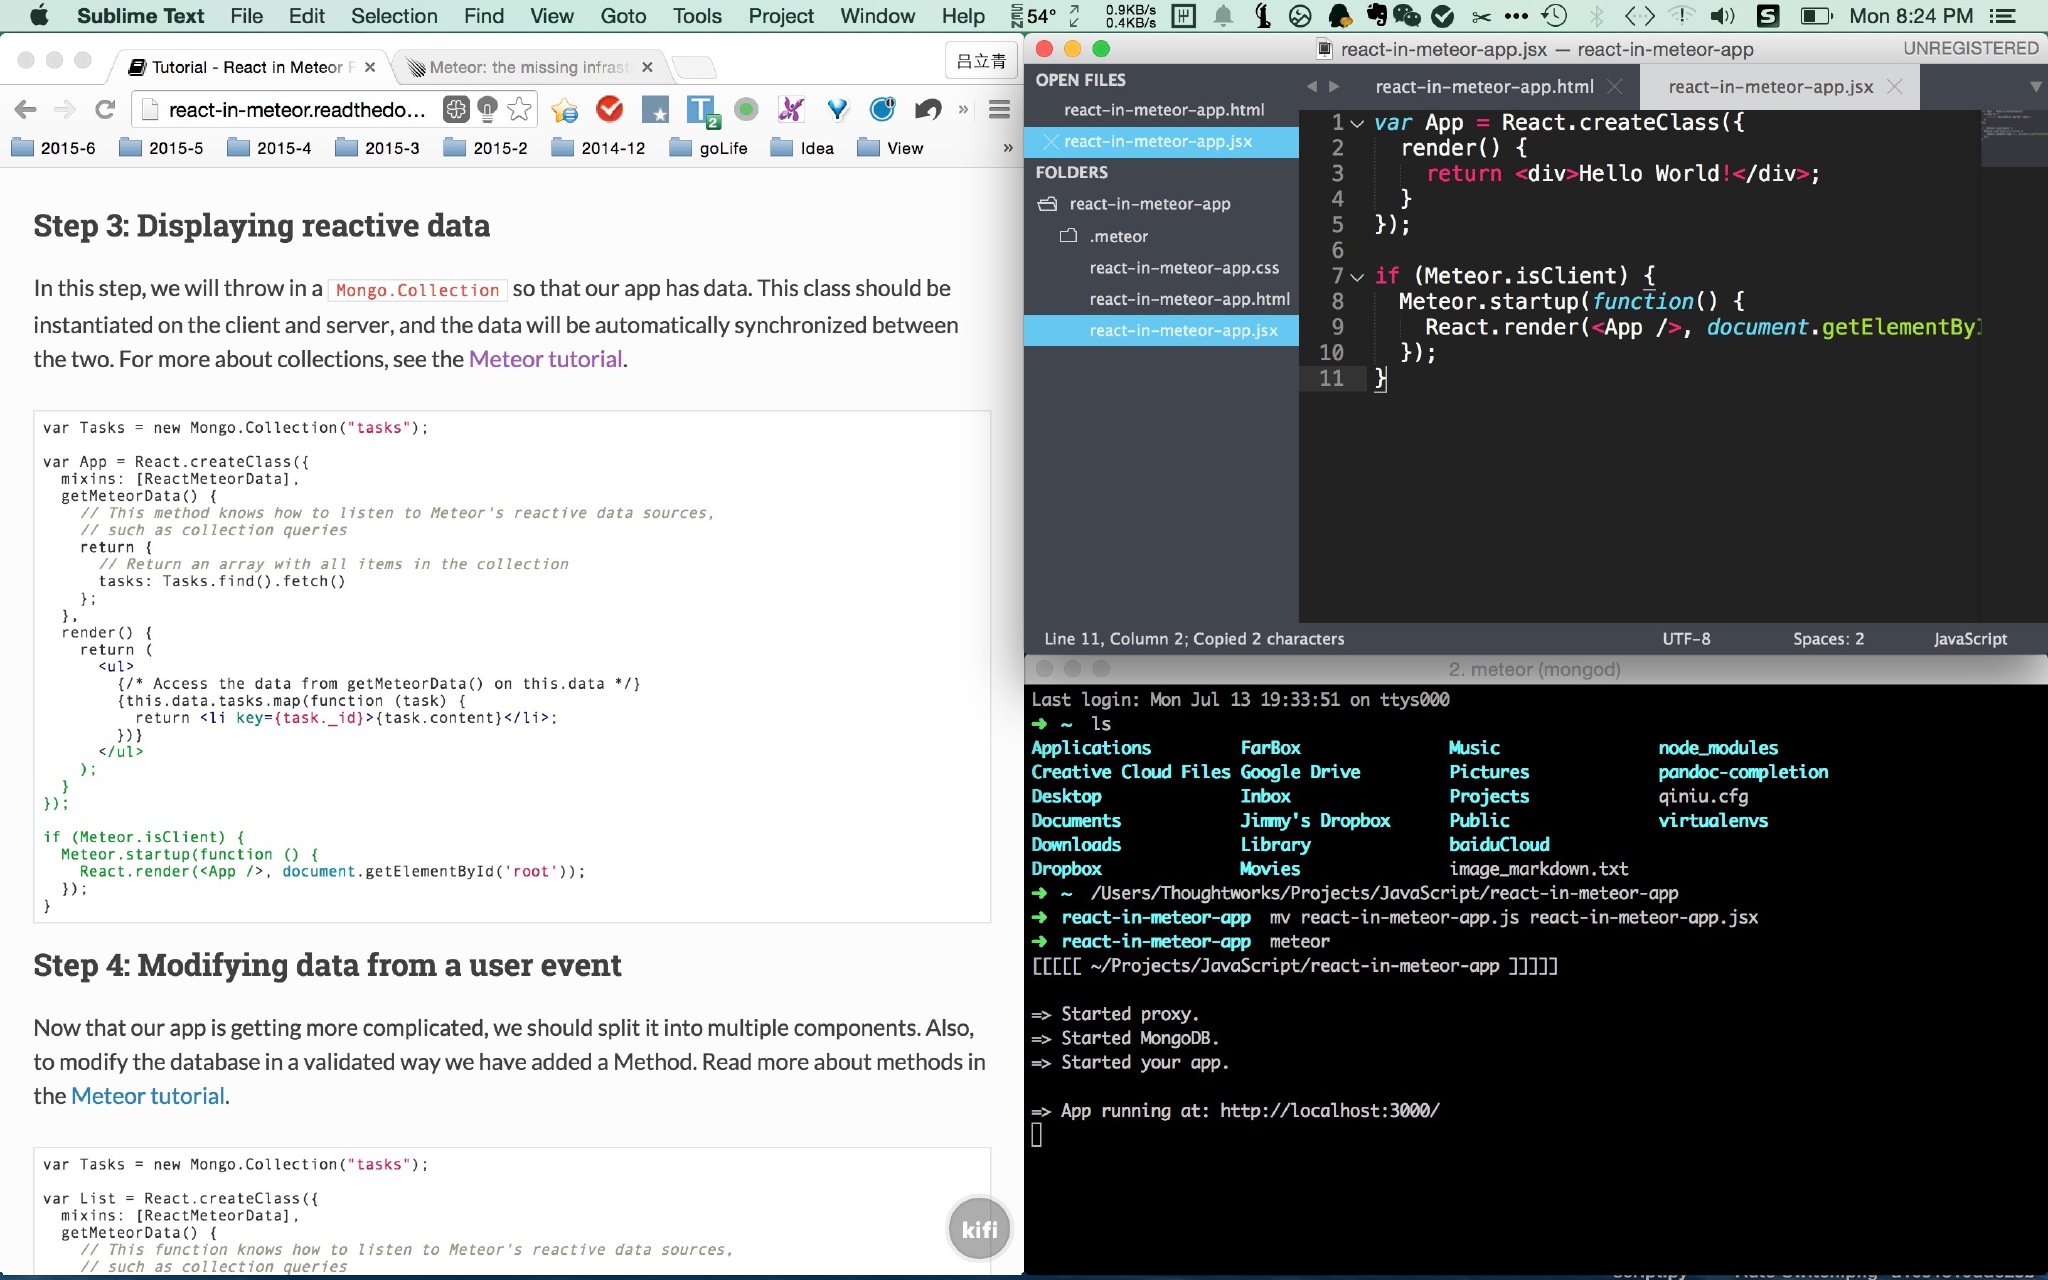 Sublime Text File Edit Selection Find View Goto Tools Project Window Help
SEN 54° 0.9KB/s 0.4KB/s Mon 8:24 PM
Tutorial - React in Meteor
Meteor: the missing infrast
吕立青
react-in-meteor.readthedo...
2015-6 2015-5 2015-4 2015-3 2015-2 2014-12 goLife Idea View »
Step 3: Displaying reactive data
In this step, we will throw in a Mongo.Collection so that our app has data. This class should be
instantiated on the client and server, and the data will be automatically synchronized between
the two. For more about collections, see the Meteor tutorial.
var Tasks = new Mongo.Collection("tasks");
var App = React.createClass({
mixins: [ReactMeteorData],
getMeteorData() {
// This method knows how to listen to Meteor's reactive data sources,
// such as collection queries
return {
// Return an array with all items in the collection
tasks: Tasks.find().fetch()
};
},
render() {
return (
<ul>
{/* Access the data from getMeteorData() on this.data */}
{this.data.tasks.map(function (task) {
return <li key={task._id}>{task.content}</li>;
})}
</ul>
);
}
});
if (Meteor.isClient) {
Meteor.startup(function () {
React.render(<App />, document.getElementById('root'));
});
}
Step 4: Modifying data from a user event
Now that our app is getting more complicated, we should split it into multiple components. Also,
to modify the database in a validated way we have added a Method. Read more about methods in
the Meteor tutorial.
var Tasks = new Mongo.Collection("tasks");
var List = React.createClass({
mixins: [ReactMeteorData],
getMeteorData() {
// This function knows how to listen to Meteor's reactive data sources,
// such as collection queries
kifi
react-in-meteor-app.jsx — react-in-meteor-app
UNREGISTERED
OPEN FILES
react-in-meteor-app.html
react-in-meteor-app.jsx
FOLDERS
react-in-meteor-app
.meteor
react-in-meteor-app.css
react-in-meteor-app.html
react-in-meteor-app.jsx
react-in-meteor-app.html react-in-meteor-app.jsx
1 var App = React.createClass({
2 render() {
3 return <div>Hello World!</div>;
4 }
5 });
6
7 if (Meteor.isClient) {
8 Meteor.startup(function() {
9 React.render(<App />, document.getElementByI
10 });
11 }
Line 11, Column 2; Copied 2 characters UTF-8 Spaces: 2 JavaScript
2. meteor (mongod)
Last login: Mon Jul 13 19:33:51 on ttys000
➜ ~ ls
Applications FarBox Music node_modules
Creative Cloud Files Google Drive Pictures pandoc-completion
Desktop Inbox Projects qiniu.cfg
Documents Jimmy's Dropbox Public virtualenvs
Downloads Library baiduCloud
Dropbox Movies image_markdown.txt
➜ ~ /Users/Thoughtworks/Projects/JavaScript/react-in-meteor-app
➜ react-in-meteor-app mv react-in-meteor-app.js react-in-meteor-app.jsx
➜ react-in-meteor-app meteor
[[[[[ ~/Projects/JavaScript/react-in-meteor-app ]]]]]
=> Started proxy.
=> Started MongoDB.
=> Started your app.
=> App running at: http://localhost:3000/